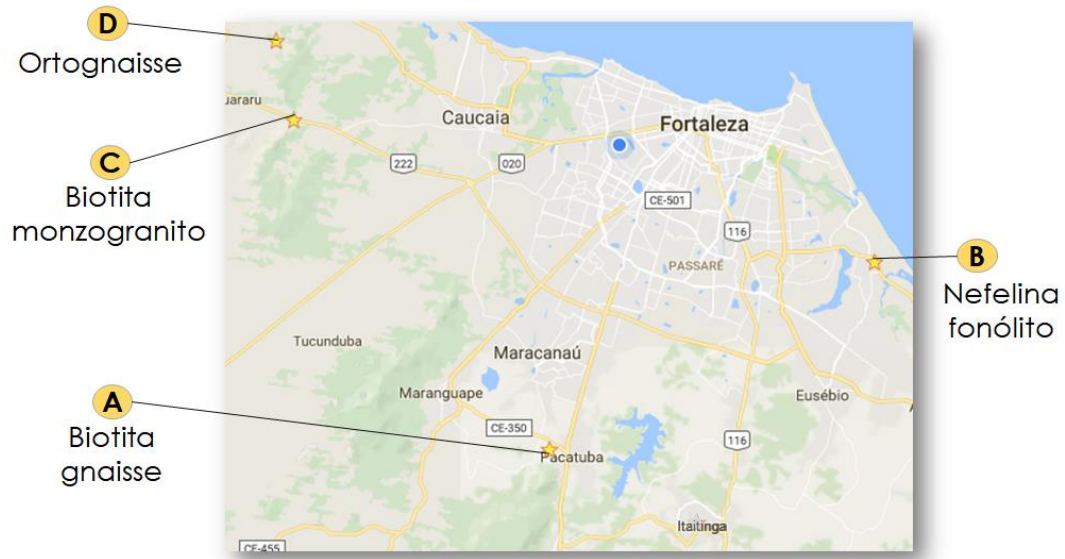 D
Ortognaisse
uararu
C
Biotita
monzogranito
Caucaia
Fortaleza
222
020
CE-501
116
PASSARÉ
B
Nefelina
fonólito
Tucunduba
Maracanaú
Maranguape
Eusébio
A
Biotita
gnaisse
CE-350
116
Pacatuba
Itaitinga
CE-455